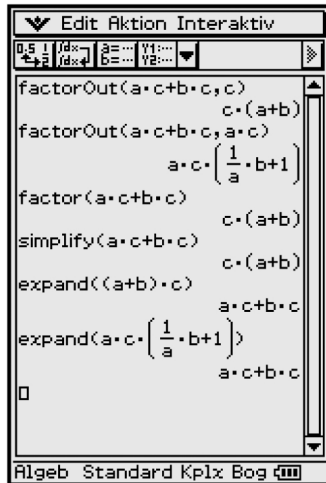 Edit Aktion Interaktiv
factorOut(a·c+b·c,c)
c·(a+b)
factorOut(a·c+b·c,a·c)
a·c·(1/a·b+1)
factor(a·c+b·c)
c·(a+b)
simplify(a·c+b·c)
c·(a+b)
expand((a+b)·c)
a·c+b·c
expand(a·c·(1/a·b+1))
a·c+b·c
Algeb Standard Kplx Bog